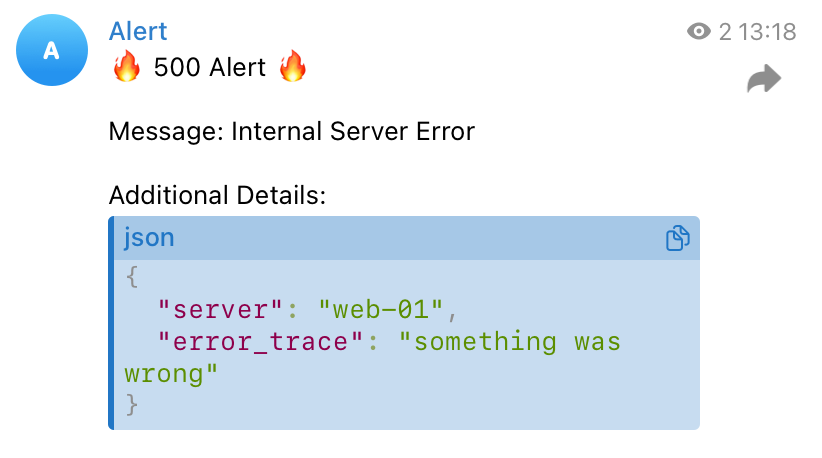 A
Alert
2 13:18
🔥 500 Alert 🔥
Message: Internal Server Error
Additional Details:
json
{
"server": "web-01",
"error_trace": "something was
wrong"
}